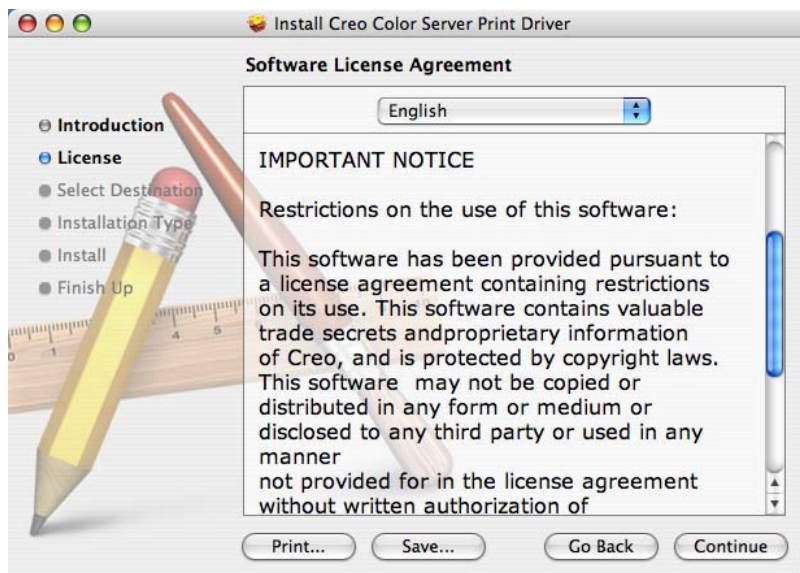 Install Creo Color Server Print Driver
Software License Agreement
English
Introduction
License
Select Destination
Installation Type
Install
Finish Up
IMPORTANT NOTICE
Restrictions on the use of this software:
This software has been provided pursuant to
a license agreement containing restrictions
on its use. This software contains valuable
trade secrets andproprietary information
of Creo, and is protected by copyright laws.
This software  may not be copied or
distributed in any form or medium or
disclosed to any third party or used in any
manner
not provided for in the license agreement
without written authorization of
0 1 4 5
Print... Save... Go Back Continue